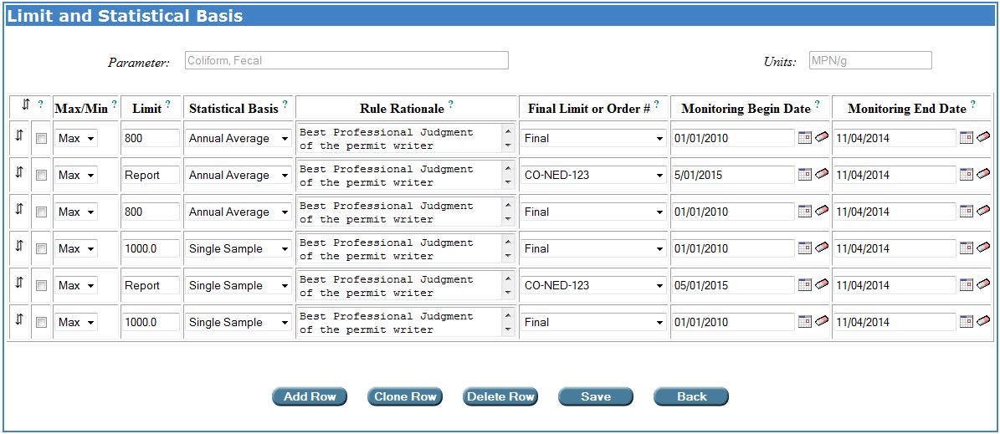 Limit and Statistical Basis
Parameter: Coliform, Fecal Units: MPN/g
? Max/Min ? Limit ? Statistical Basis ? Rule Rationale ? Final Limit or Order # ? Monitoring Begin Date ? Monitoring End Date ?
Max 800 Annual Average Best Professional Judgment Final 01/01/2010 11/04/2014
of the permit writer
Max Report Annual Average Best Professional Judgment CO-NED-123 5/01/2015 11/04/2014
of the permit writer
Max 800 Annual Average Best Professional Judgment Final 01/01/2010 11/04/2014
of the permit writer
Max 1000.0 Single Sample Best Professional Judgment Final 01/01/2010 11/04/2014
of the permit writer
Max Report Single Sample Best Professional Judgment CO-NED-123 05/01/2015 11/04/2014
of the permit writer
Max 1000.0 Single Sample Best Professional Judgment Final 01/01/2010 11/04/2014
of the permit writer
Add Row Clone Row Delete Row Save Back